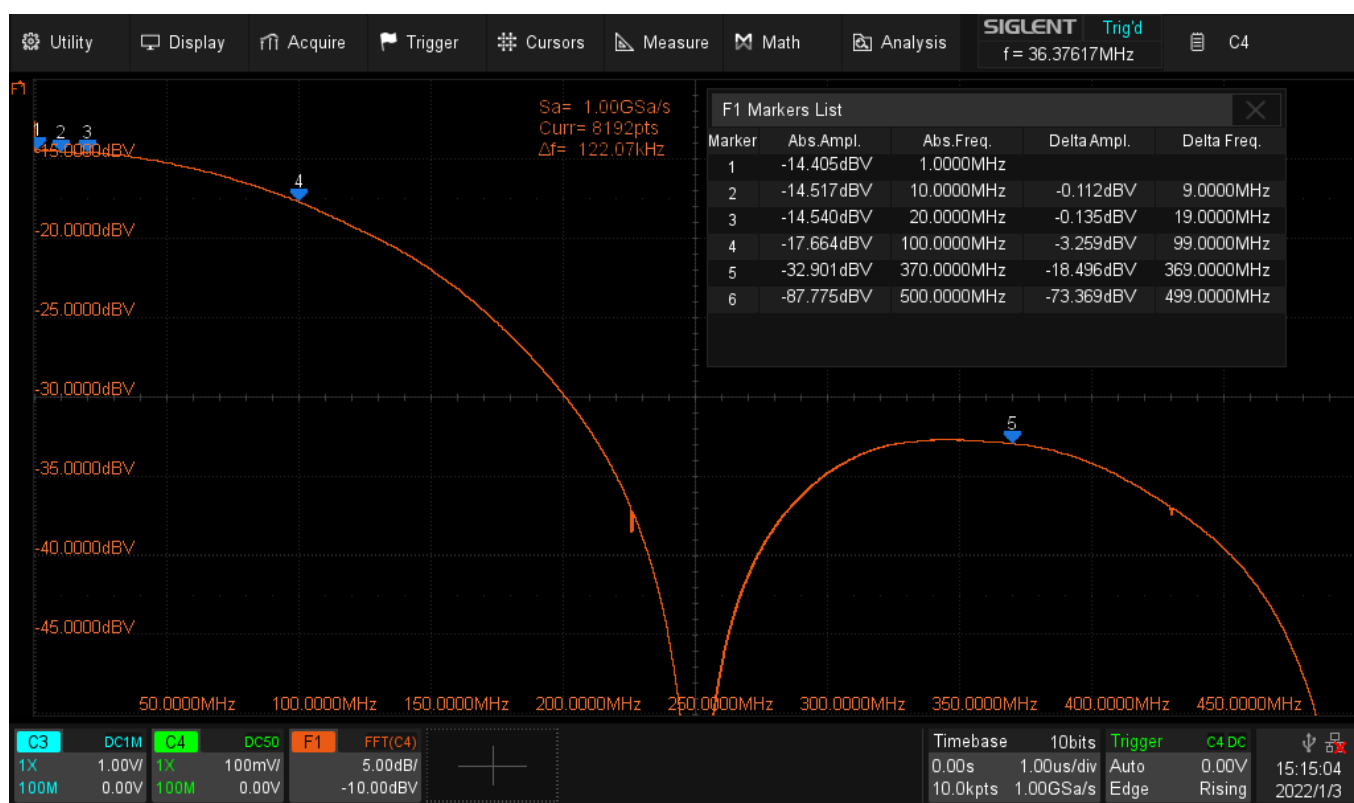 Utility Display Acquire Trigger Cursors Measure Math Analysis SIGLENT Trig'd C4
f = 36.37617MHz
F1
Sa= 1.00GSa/s
Curr= 8192pts
Δf= 122.07kHz
F1 Markers List
Marker Abs.Ampl. Abs.Freq. Delta Ampl. Delta Freq.
1 -14.405dBV 1.0000MHz
2 -14.517dBV 10.0000MHz -0.112dBV 9.0000MHz
3 -14.540dBV 20.0000MHz -0.135dBV 19.0000MHz
4 -17.664dBV 100.0000MHz -3.259dBV 99.0000MHz
5 -32.901dBV 370.0000MHz -18.496dBV 369.0000MHz
6 -87.775dBV 500.0000MHz -73.369dBV 499.0000MHz
1 2 3
-15.0000dBV
4
-20.0000dBV
-25.0000dBV
-30.0000dBV
5
-35.0000dBV
-40.0000dBV
-45.0000dBV
50.0000MHz 100.0000MHz 150.0000MHz 200.0000MHz 250.0000MHz 300.0000MHz 350.0000MHz 400.0000MHz 450.0000MHz
C3 DC1M C4 DC50 F1 FFT(C4) Timebase 10bits Trigger C4 DC
1X 1.00V/ 1X 100mV/ 5.00dB/ 0.00s 1.00us/div Auto 0.00V 15:15:04
100M 0.00V 100M 0.00V -10.00dBV 10.0kpts 1.00GSa/s Edge Rising 2022/1/3